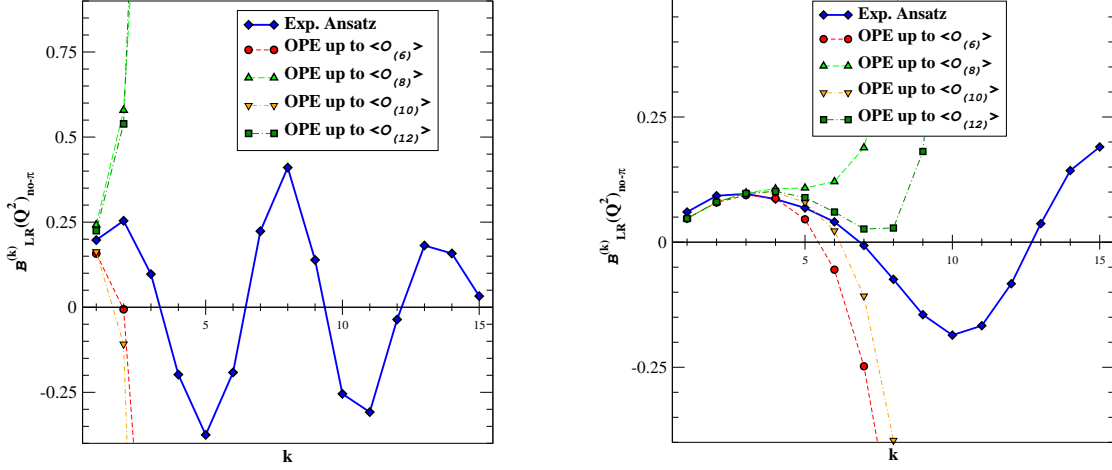 Exp. Ansatz
OPE up to <O(6)>
OPE up to <O(8)>
OPE up to <O(10)>
OPE up to <O(12)>
B(k)LR(Q2)no-π
0.75
0.5
0.25
0
-0.25
5
10
15
k
Exp. Ansatz
OPE up to <O(6)>
OPE up to <O(8)>
OPE up to <O(10)>
OPE up to <O(12)>
B(k)LR(Q2)no-π
0.25
0
-0.25
5
10
15
k